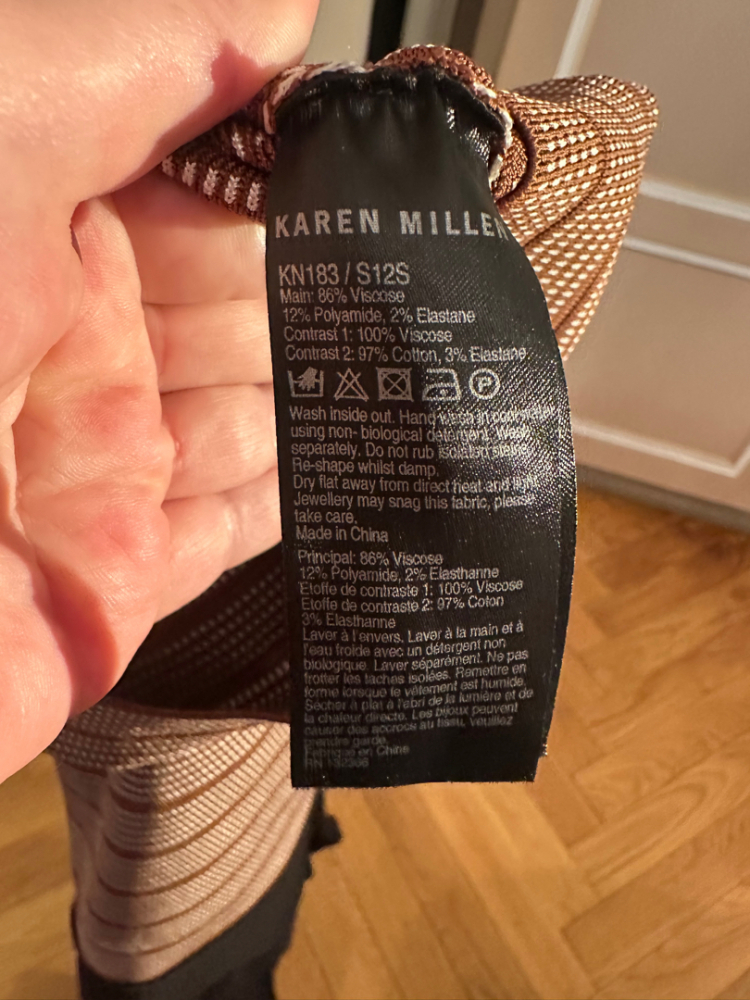 KAREN MILLEN
KN183 / S12S
Main: 86% Viscose
12% Polyamide, 2% Elastane
Contrast 1: 100% Viscose
Contrast 2: 97% Cotton, 3% Elastane
P
Wash inside out. Hand wash in cool water
using non- biological detergent. Wash
separately. Do not rub isolated stains.
Re-shape whilst damp.
Dry flat away from direct heat and light.
Jewellery may snag this fabric, please
take care.
Made in China
Principal: 86% Viscose
12% Polyamide, 2% Elasthanne
Etoffe de contraste 1: 100% Viscose
Etoffe de contraste 2: 97% Coton
3% Elasthanne
Laver à l'envers. Laver à la main et à
l'eau froide avec un détergent non
biologique. Laver séparément. Ne pas
frotter les taches isolées. Remettre en
forme lorsque le vêtement est humide.
Sécher à plat à l'abri de la lumière et de
la chaleur directe. Les bijoux peuvent
causer des accrocs au tissu, veuillez
prendre garde.
Fabriqué en Chine
RN